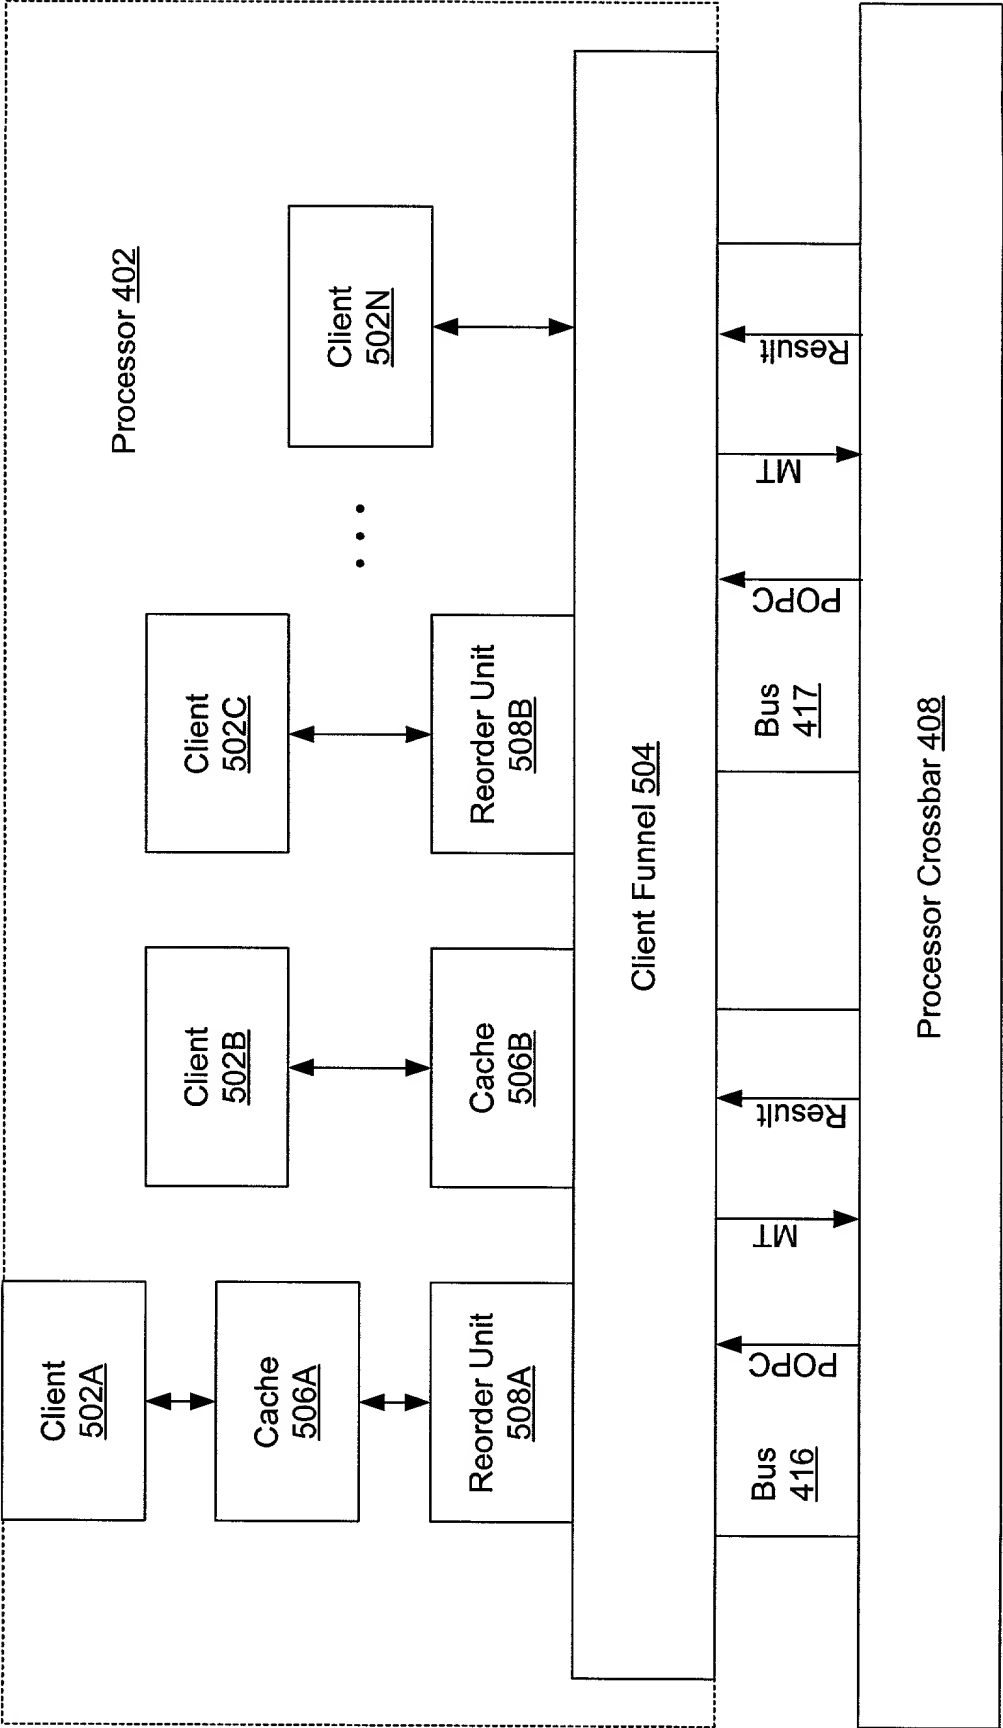 Processor 402
Client
502A
Cache
506A
Reorder Unit
508A
Client
502B
Cache
506B
Client
502C
Reorder Unit
508B
Client
502N
Client Funnel 504
Bus
416
POPC
MT
Result
Bus
417
POPC
MT
Result
Processor Crossbar 408